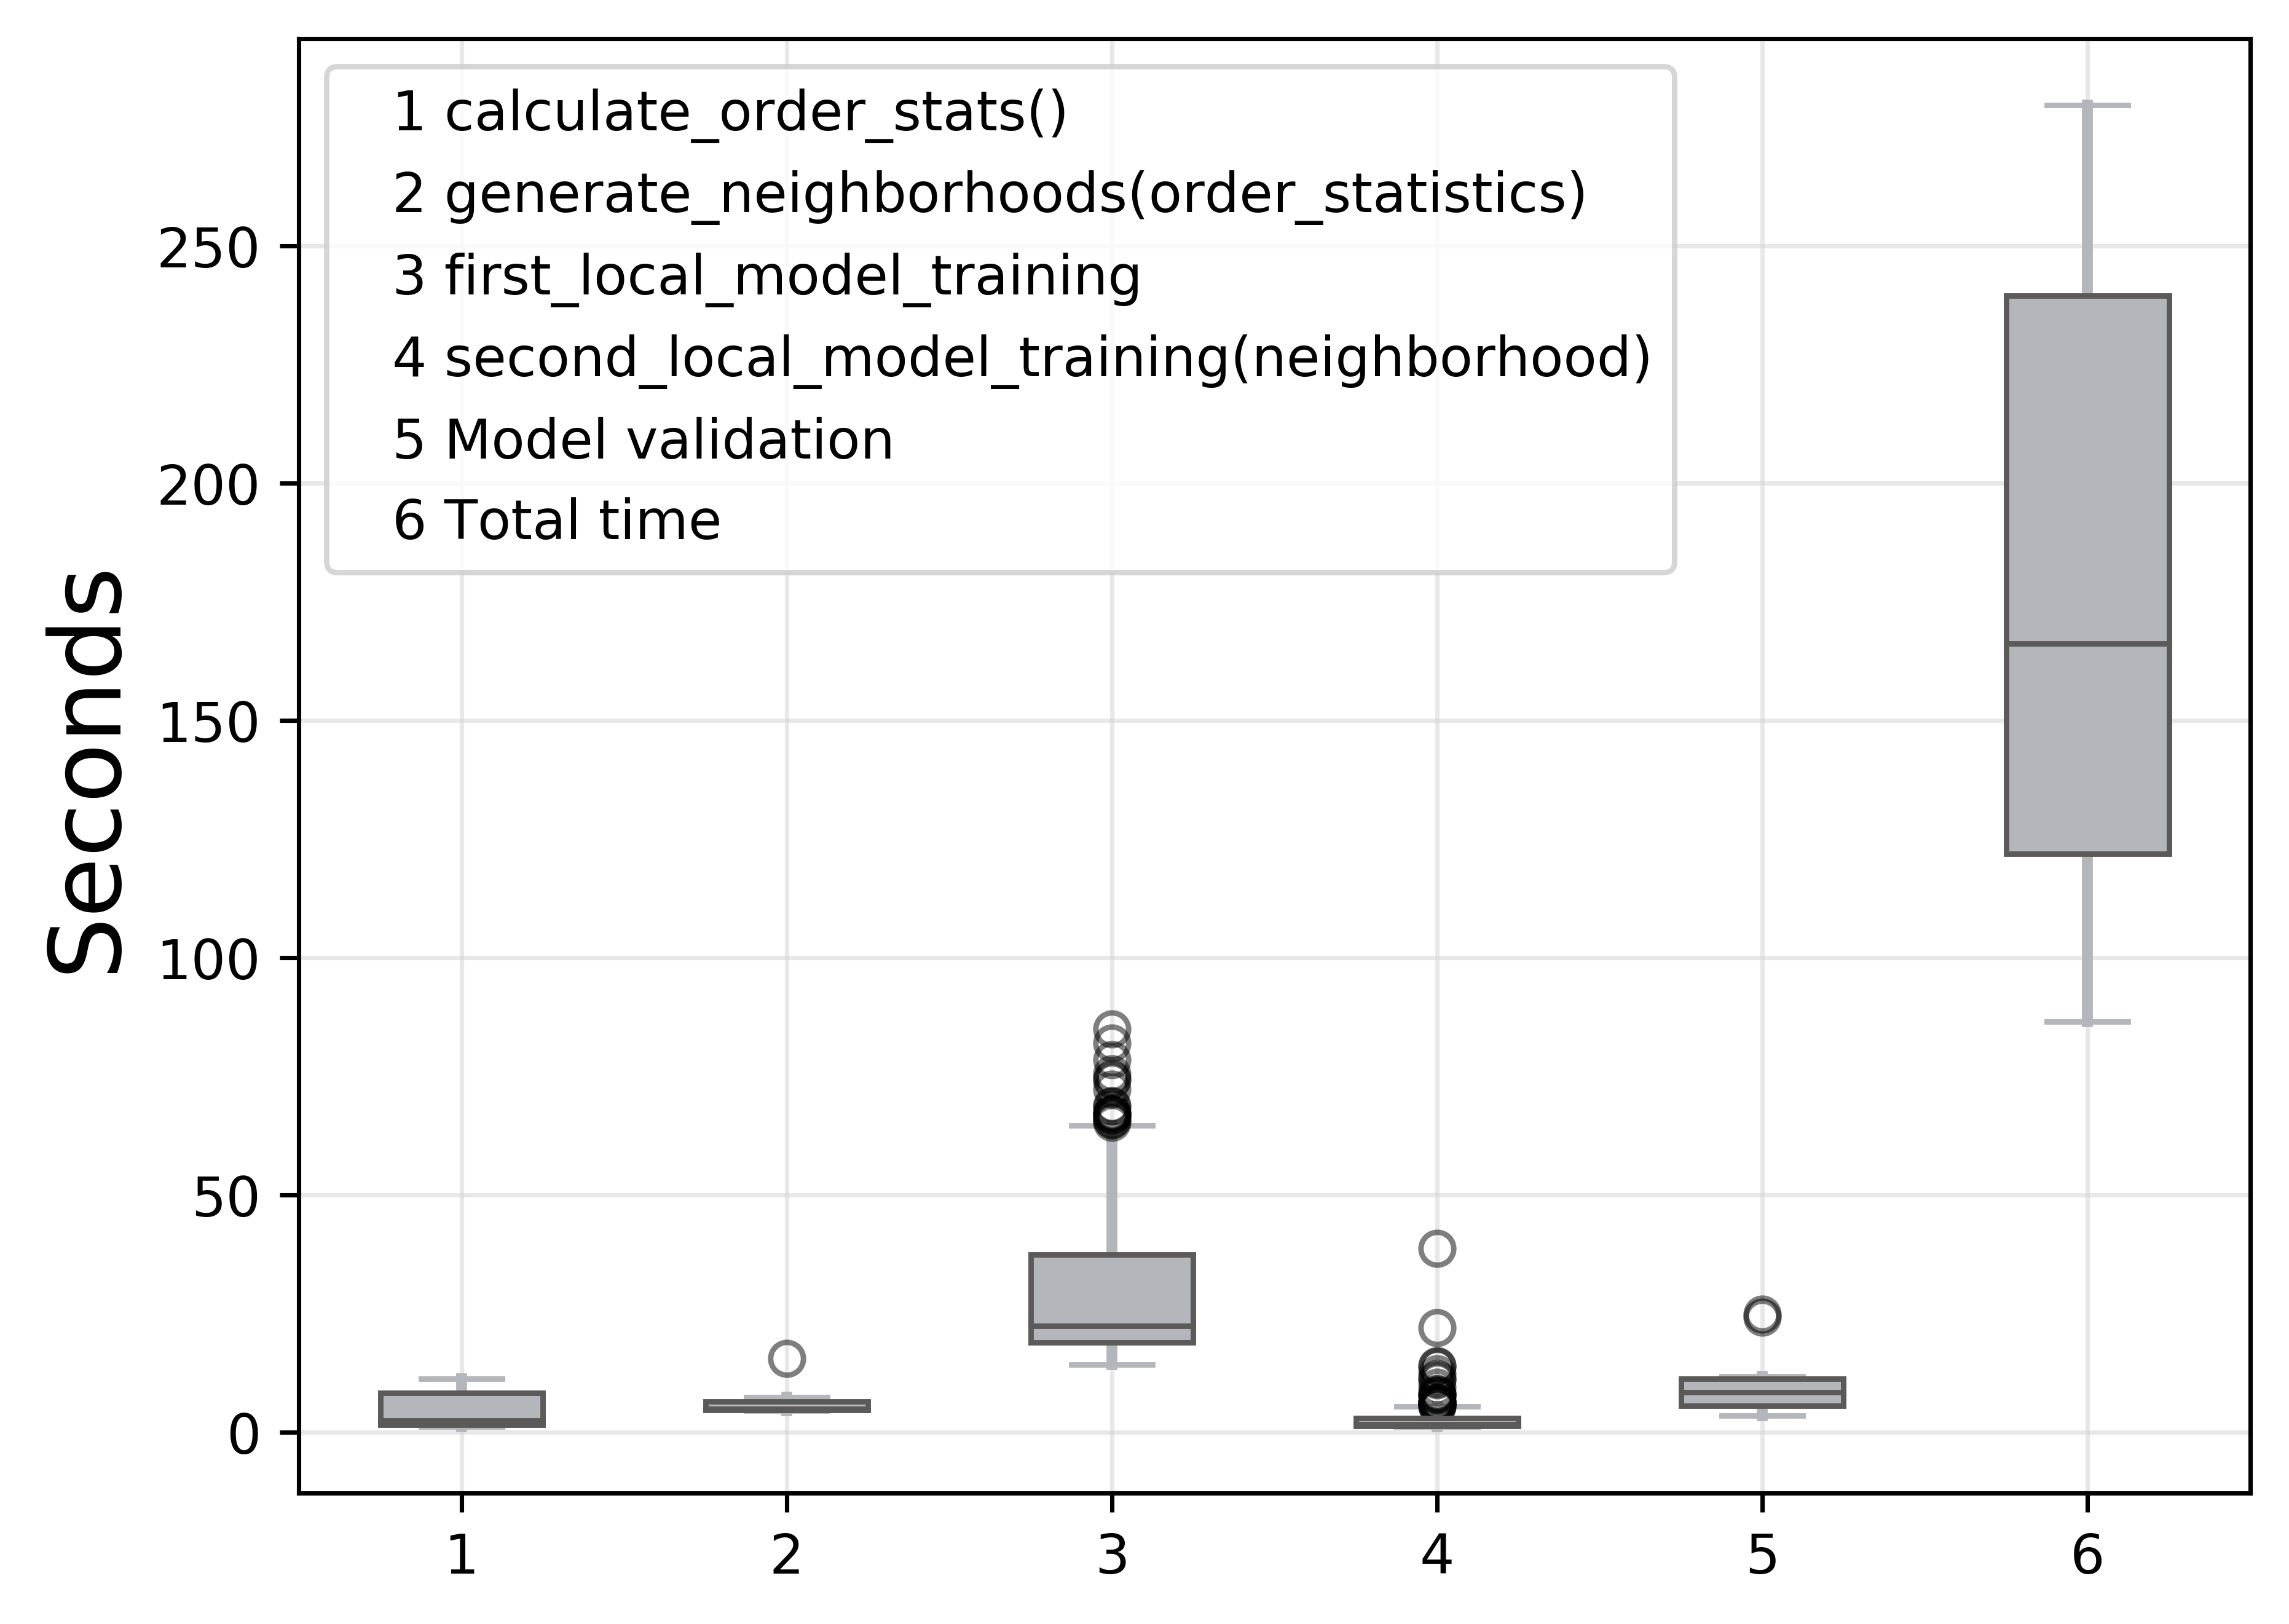 1 calculate_order_stats()
2 generate_neighborhoods(order_statistics)
3 first_local_model_training
4 second_local_model_training(neighborhood)
5 Model validation
6 Total time
Seconds
250
200
150
100
50
0
1 2 3 4 5 6